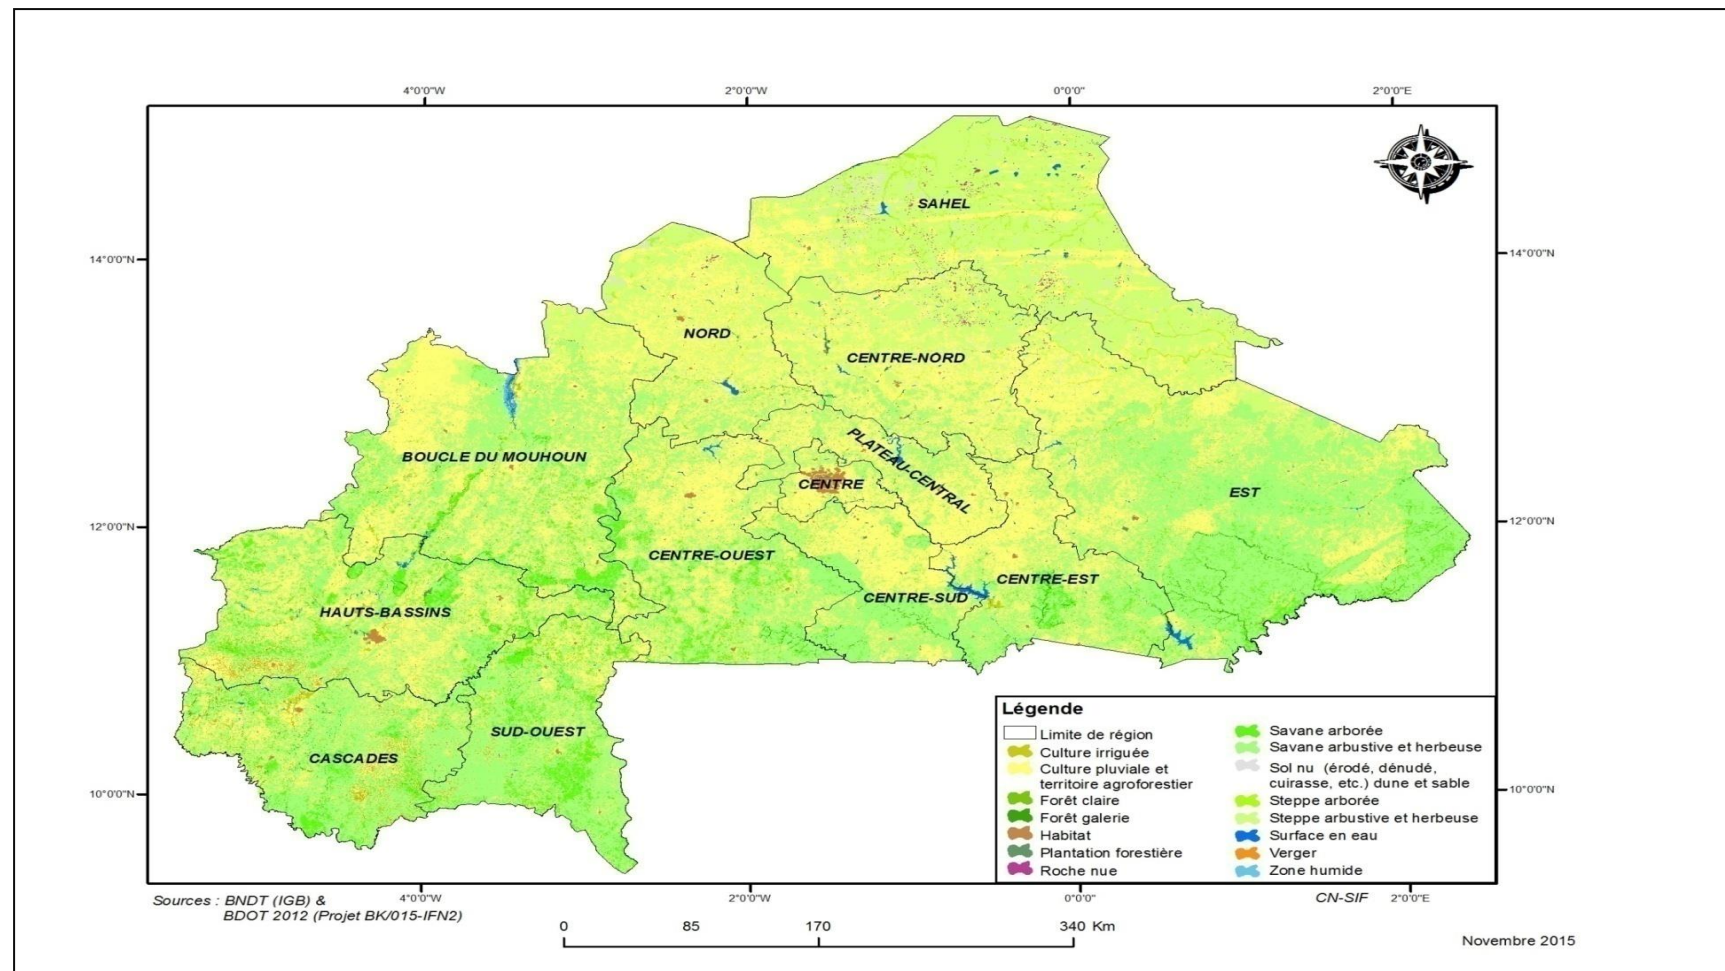 4°0'0"W 2°0'0"W 0°0'0" 2°0'0"E
SAHEL
14°0'0"N 14°0'0"N
NORD
CENTRE-NORD
PLATEAU-CENTRAL
BOUCLE DU MOUHOUN
CENTRE
EST
12°0'0"N 12°0'0"N
CENTRE-OUEST
CENTRE-EST
CENTRE-SUD
HAUTS-BASSINS
SUD-OUEST
CASCADES
10°0'0"N 10°0'0"N
Légende
Limite de région
Culture irriguée
Culture pluviale et
territoire agroforestier
Forêt claire
Forêt galerie
Habitat
Plantation forestière
Roche nue
Savane arborée
Savane arbustive et herbeuse
Sol nu (érodé, dénudé,
cuirasse, etc.) dune et sable
Steppe arborée
Steppe arbustive et herbeuse
Surface en eau
Verger
Zone humide
4°0'0"W 2°0'0"W 0°0'0" 2°0'0"E
Sources : BNDT (IGB) &
BDOT 2012 (Projet BK/015-IFN2)
CN-SIF
0 85 170 340 Km
Novembre 2015